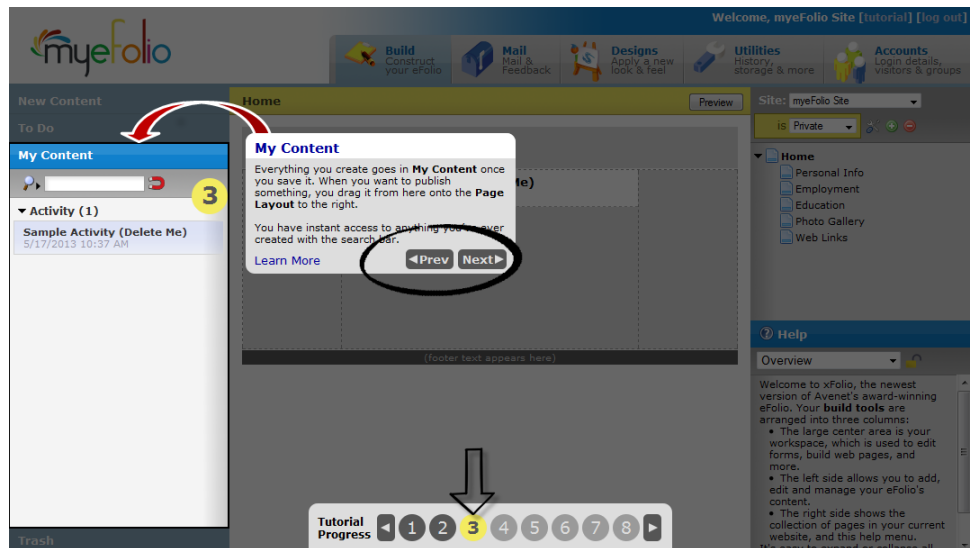 Welcome, myeFolio Site [tutorial] [log out]
myefolio
Build
Construct
your eFolio
Mail
Mail &
Feedback
Designs
Apply a new
look & feel
Utilities
History,
storage & more
Accounts
Login details,
visitors & groups
New Content
To Do
My Content
3
Activity (1)
Sample Activity (Delete Me)
5/17/2013 10:37 AM
Trash
Home
Preview
Me)
My Content
Everything you create goes in My Content once
you save it. When you want to publish
something, you drag it from here onto the Page
Layout to the right.
You have instant access to anything you've ever
created with the search bar.
Learn More
Prev Next
(footer text appears here)
Tutorial
Progress
1 2 3 4 5 6 7 8
Site: myeFolio Site
is Private
Home
Personal Info
Employment
Education
Photo Gallery
Web Links
Help
Overview
Welcome to xFolio, the newest
version of Avenet's award-winning
eFolio. Your build tools are
arranged into three columns:
• The large center area is your
workspace, which is used to edit
forms, build web pages, and
more.
• The left side allows you to add,
edit and manage your eFolio's
content.
• The right side shows the
collection of pages in your current
website, and this help menu.
It's easy to expand or collapse all